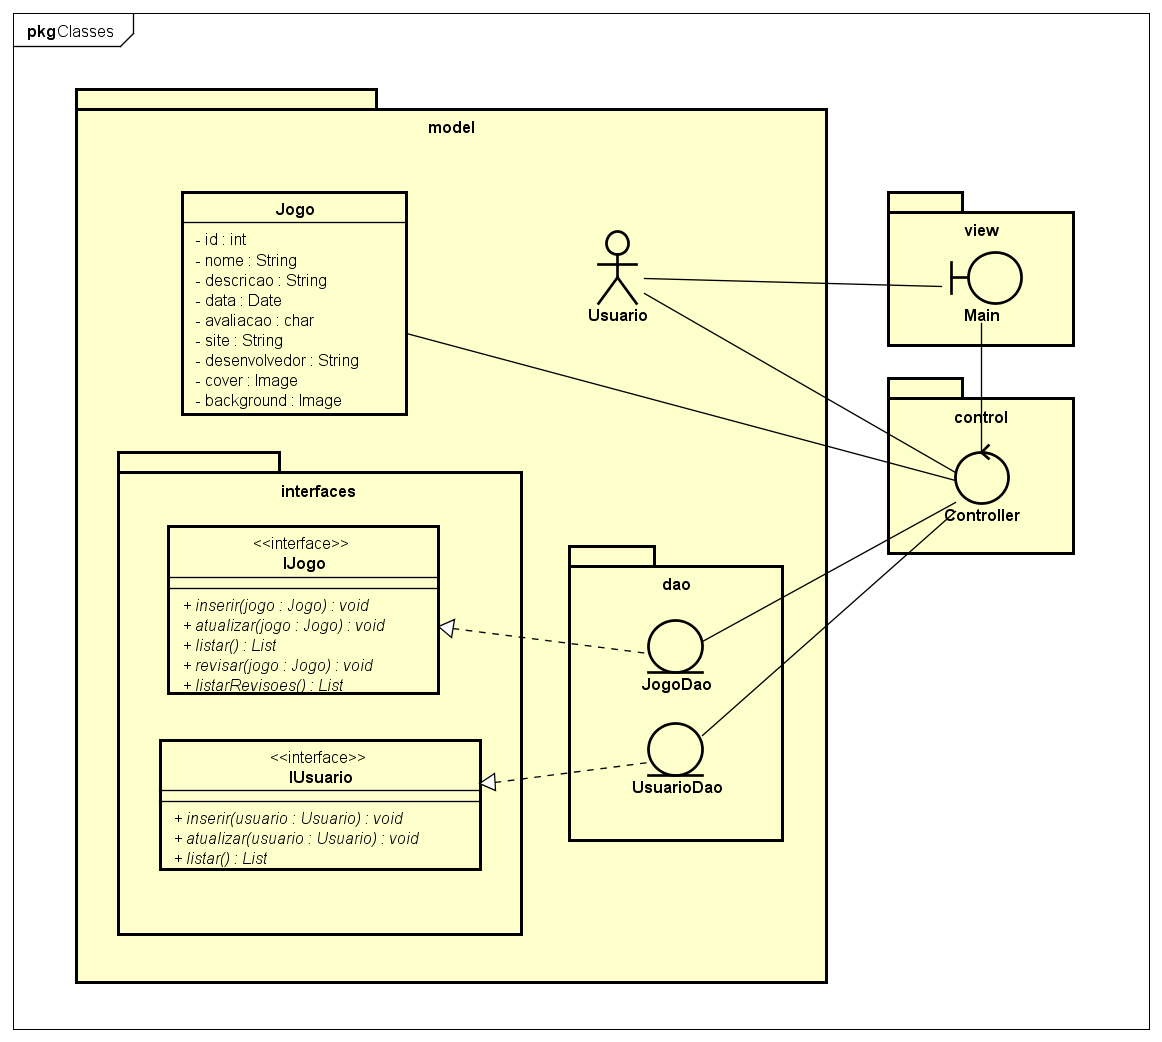 pkgClasses
model
Jogo
- id : int
- nome : String
- descricao : String
- data : Date
- avaliacao : char
- site : String
- desenvolvedor : String
- cover : Image
- background : Image
Usuario
view
Main
control
Controller
interfaces
<<interface>>
IJogo
+ inserir(jogo : Jogo) : void
+ atualizar(jogo : Jogo) : void
+ listar() : List
+ revisar(jogo : Jogo) : void
+ listarRevisoes() : List
<<interface>>
IUsuario
+ inserir(usuario : Usuario) : void
+ atualizar(usuario : Usuario) : void
+ listar() : List
dao
JogoDao
UsuarioDao